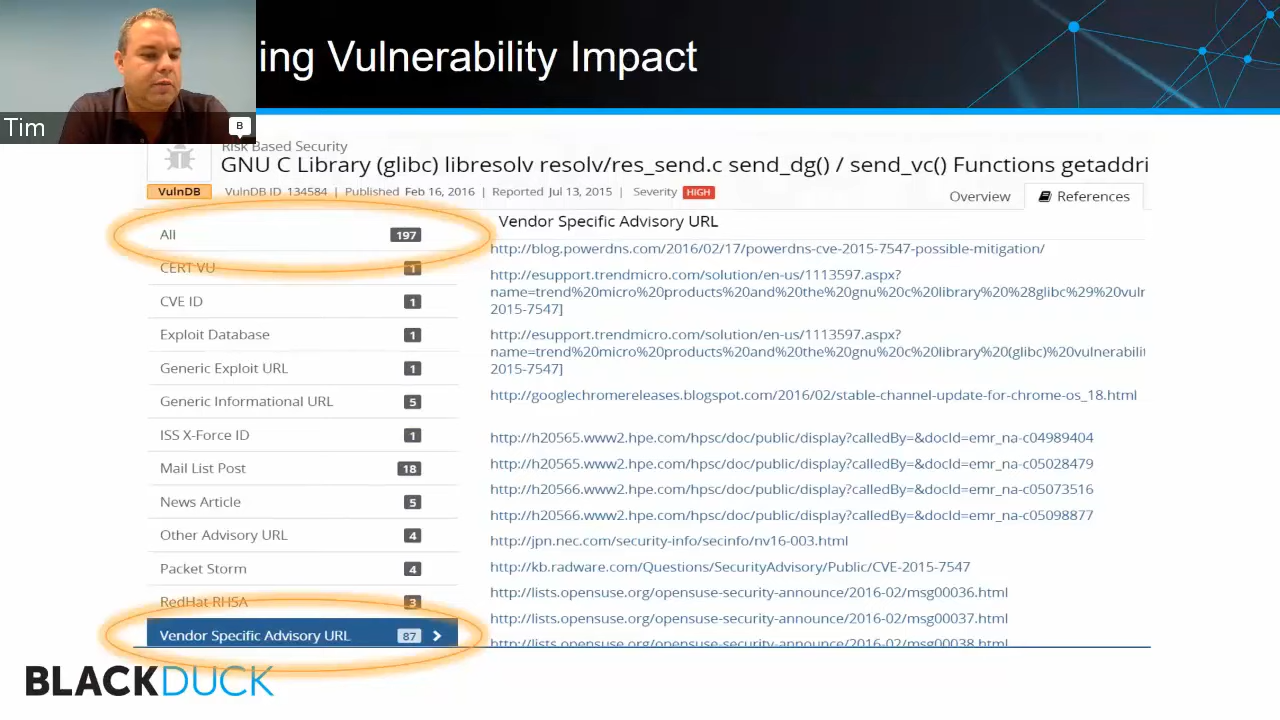 ing Vulnerability Impact
Tim
B
Risk Based Security
GNU C Library (glibc) libresolv resolv/res_send.c send_dg() / send_vc() Functions getaddri
VulnDB
VulnDB ID 134584 | Published Feb 16, 2016 | Reported Jul 13, 2015 | Severity HIGH
Overview
References
All 197
CERT VU 1
CVE ID 1
Exploit Database 1
Generic Exploit URL 1
Generic Informational URL 5
ISS X-Force ID 1
Mail List Post 18
News Article 5
Other Advisory URL 4
Packet Storm 4
RedHat RHSA 3
Vendor Specific Advisory URL 87
Vendor Specific Advisory URL
http://blog.powerdns.com/2016/02/17/powerdns-cve-2015-7547-possible-mitigation/
http://esupport.trendmicro.com/solution/en-us/1113597.aspx?
name=trend%20micro%20products%20and%20the%20gnu%20c%20library%20%28glibc%29%20vuln
2015-7547]
http://esupport.trendmicro.com/solution/en-us/1113597.aspx?
name=trend%20micro%20products%20and%20the%20gnu%20c%20library%20(glibc)%20vulnerabilit
2015-7547]
http://googlechromereleases.blogspot.com/2016/02/stable-channel-update-for-chrome-os_18.html
http://h20565.www2.hpe.com/hpsc/doc/public/display?calledBy=&docId=emr_na-c04989404
http://h20565.www2.hpe.com/hpsc/doc/public/display?calledBy=&docId=emr_na-c05028479
http://h20566.www2.hpe.com/hpsc/doc/public/display?calledBy=&docId=emr_na-c05073516
http://h20566.www2.hpe.com/hpsc/doc/public/display?calledBy=&docId=emr_na-c05098877
http://jpn.nec.com/security-info/secinfo/nv16-003.html
http://kb.radware.com/Questions/SecurityAdvisory/Public/CVE-2015-7547
http://lists.opensuse.org/opensuse-security-announce/2016-02/msg00036.html
http://lists.opensuse.org/opensuse-security-announce/2016-02/msg00037.html
http://lists.opensuse.org/opensuse-security-announce/2016-02/msg00038.html
BLACKDUCK